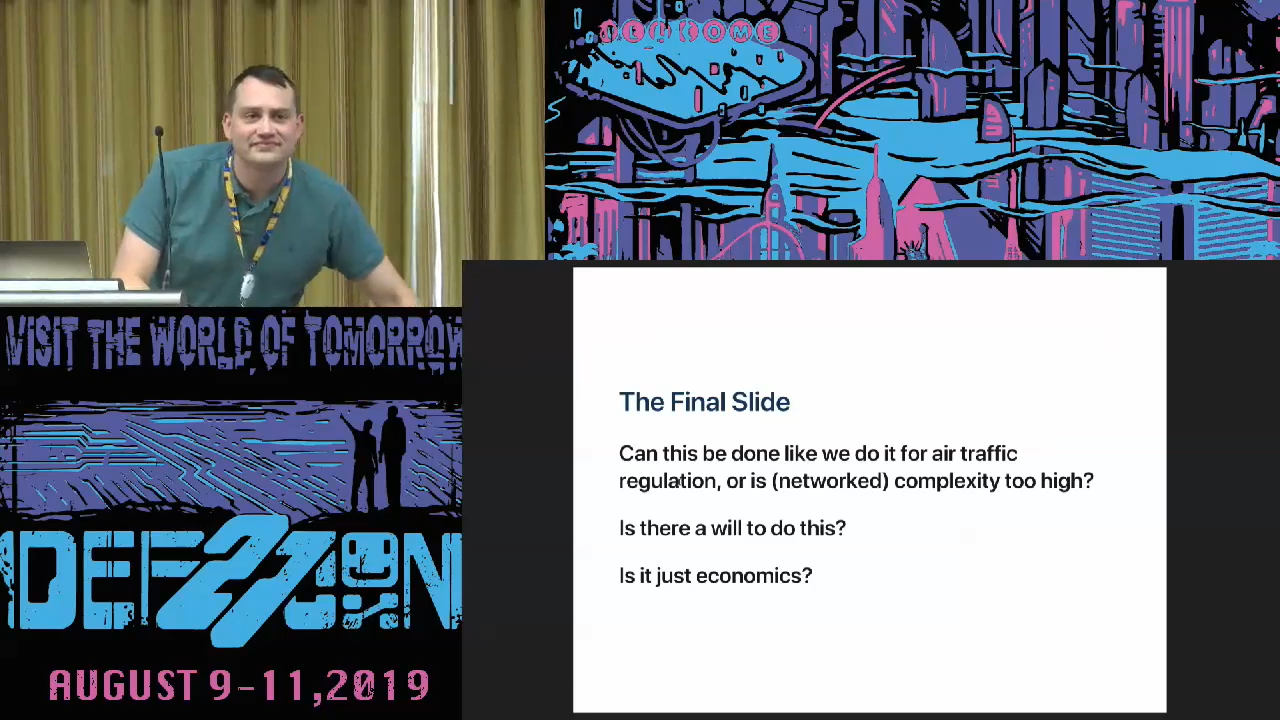 WELCOME
VISIT THE WORLD OF TOMORROW
DEF27CON
AUGUST 9-11,2019
The Final Slide
Can this be done like we do it for air traffic
regulation, or is (networked) complexity too high?
Is there a will to do this?
Is it just economics?